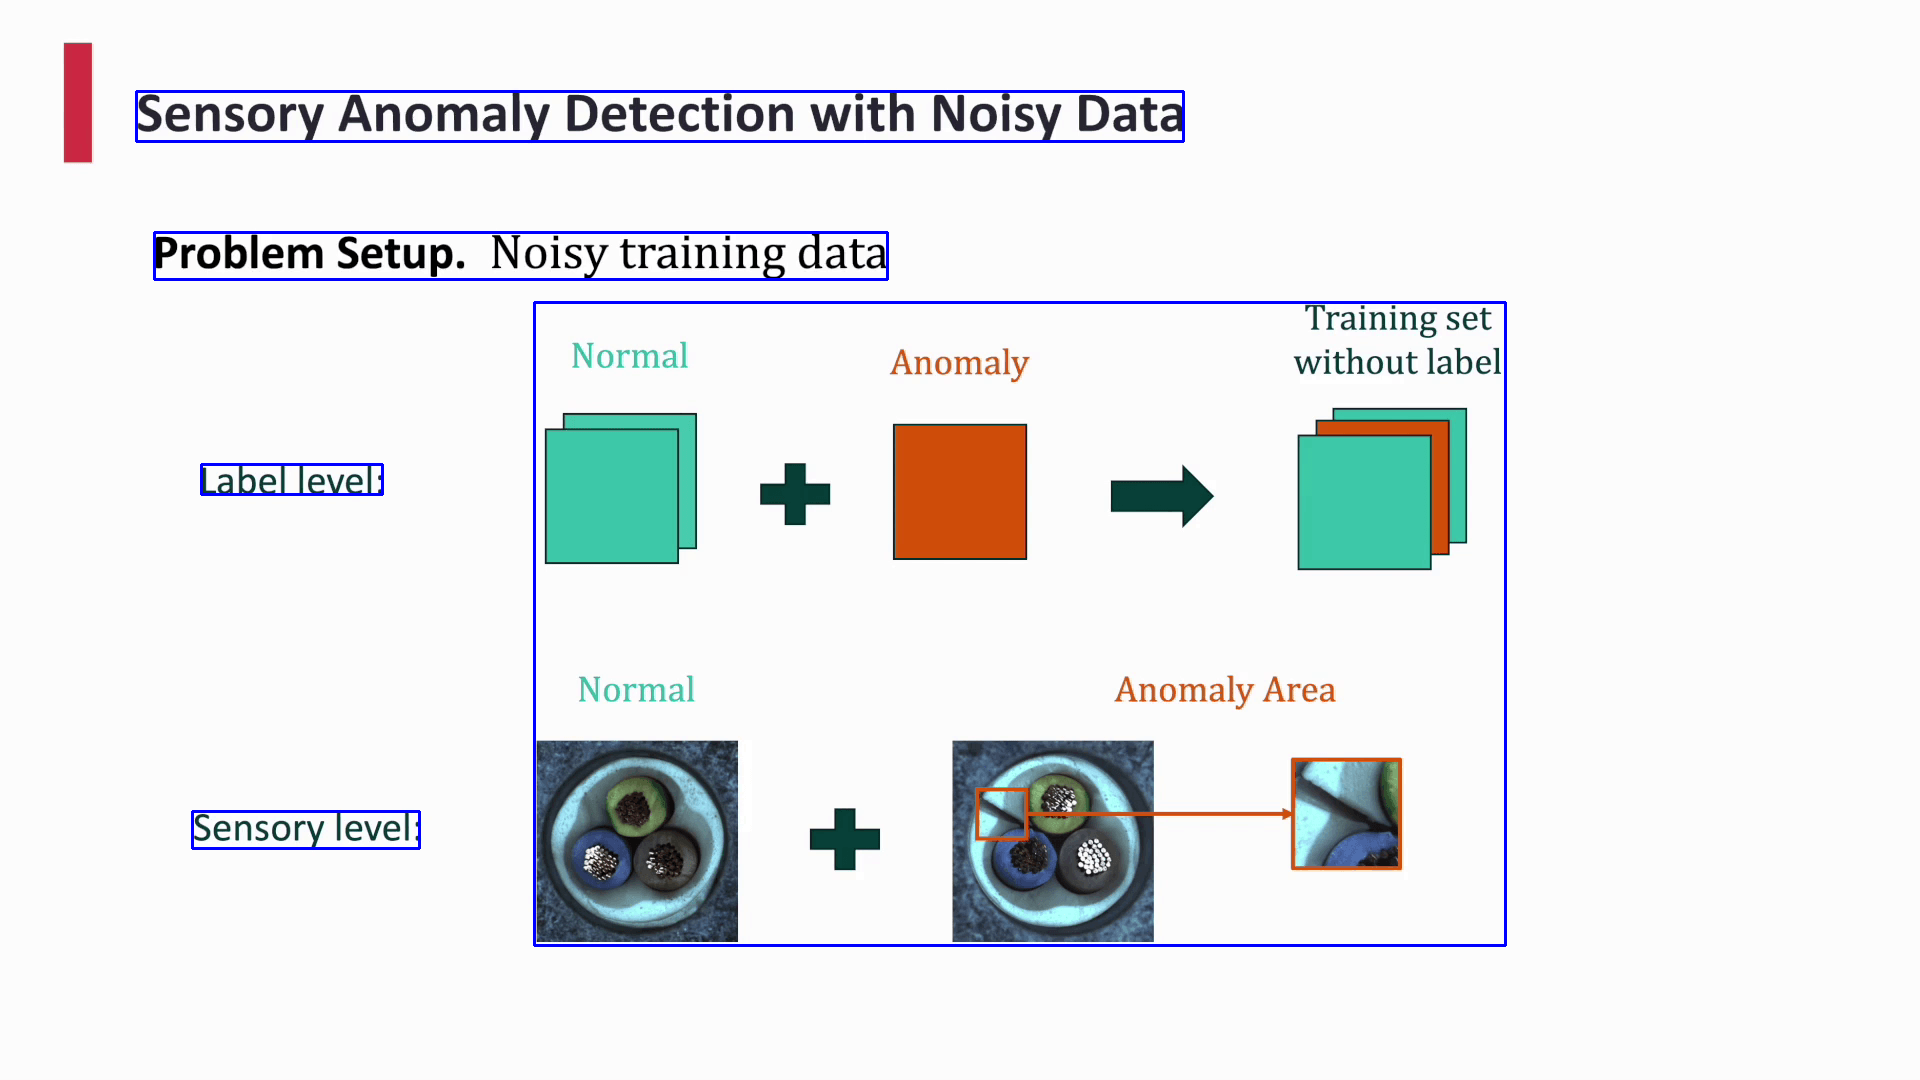 Sensory Anomaly Detection with Noisy Data
Problem Setup. Noisy training data
Normal
Anomaly
Training set
without label
Label level:
Normal
Anomaly Area
Sensory level: